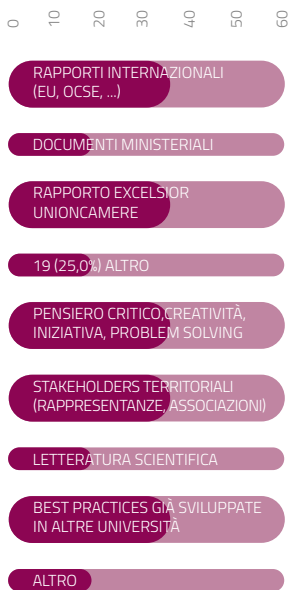 0 10 20 30 40 50 60
RAPPORTI INTERNAZIONALI
(EU, OCSE, ...)
DOCUMENTI MINISTERIALI
RAPPORTO EXCELSIOR
UNIONCAMERE
19 (25,0%) ALTRO
PENSIERO CRITICO,CREATIVITÀ,
INIZIATIVA, PROBLEM SOLVING
STAKEHOLDERS TERRITORIALI
(RAPPRESENTANZE, ASSOCIAZIONI)
LETTERATURA SCIENTIFICA
BEST PRACTICES GIÀ SVILUPPATE
IN ALTRE UNIVERSITÀ
ALTRO